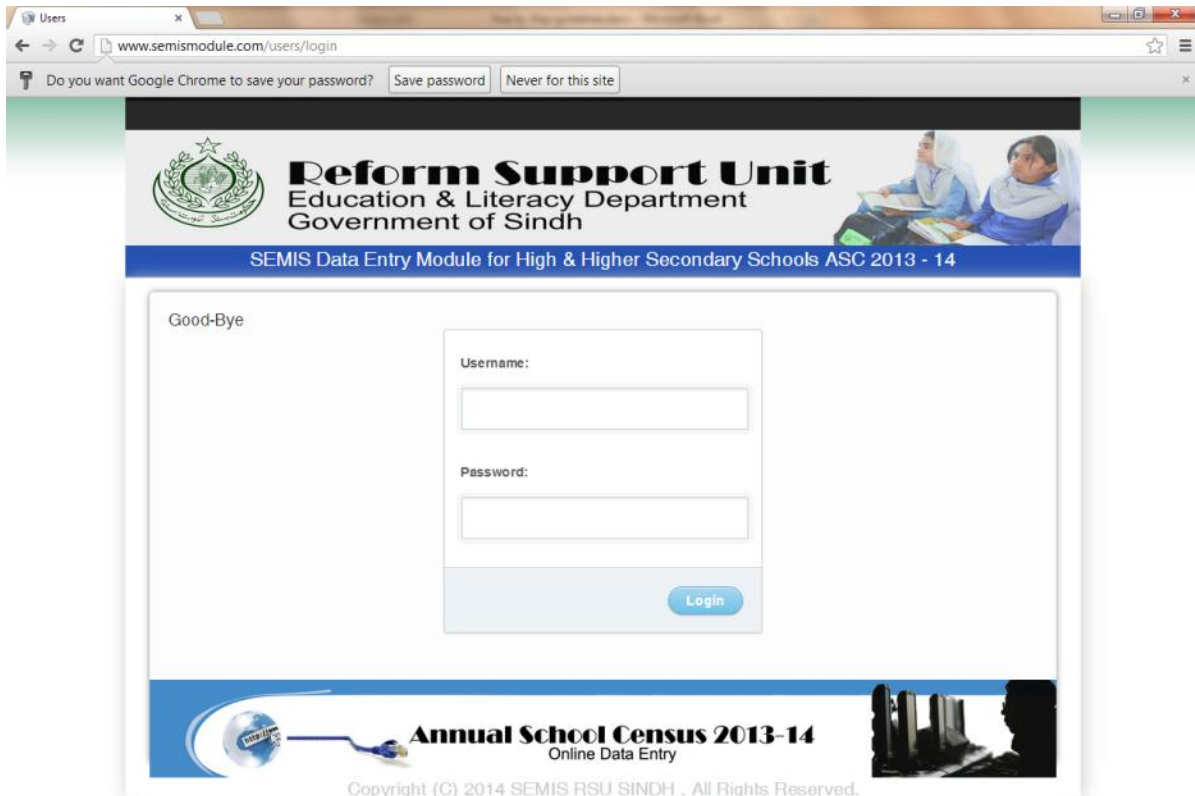 Users
www.semismodule.com/users/login
Do you want Google Chrome to save your password? Save password Never for this site
Reform Support Unit
Education & Literacy Department
Government of Sindh
SEMIS Data Entry Module for High & Higher Secondary Schools ASC 2013 - 14
Good-Bye
Username:
Password:
Login
http://
Annual School Census 2013-14
Online Data Entry
Copyright (C) 2014 SEMIS RSU SINDH . All Rights Reserved.